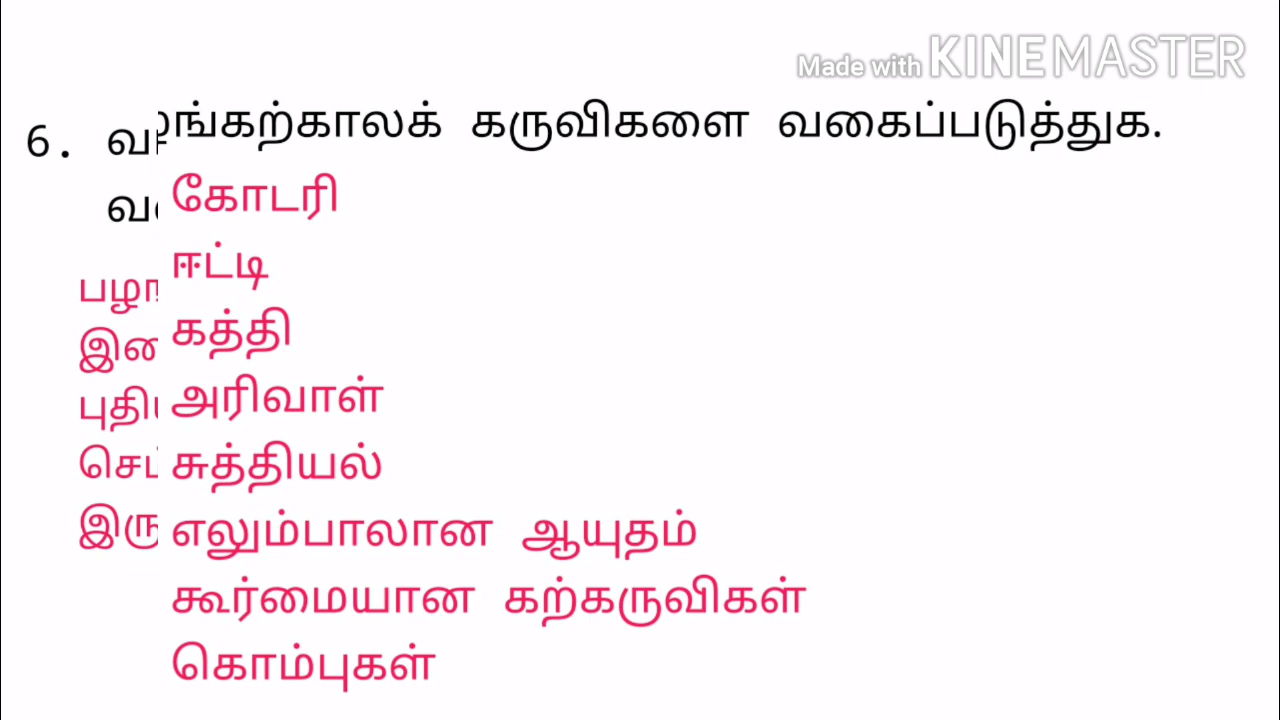 Made with KINEMASTER
ங்கற்காலக் கருவிகளை வகைப்படுத்துக.
6.
கோடரி
ஈட்டி
கத்தி
அரிவாள்
சுத்தியல்
எலும்பாலான ஆயுதம்
கூர்மையான கற்கருவிகள்
கொம்புகள்